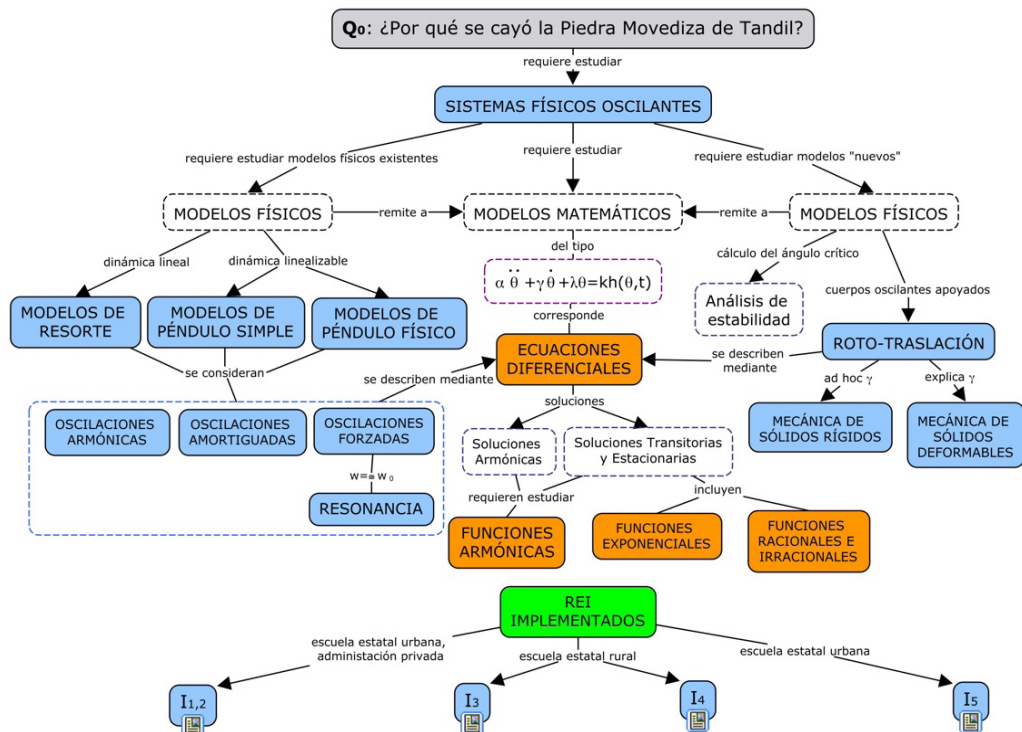 Q0: ¿Por qué se cayó la Piedra Movediza de Tandil?
requiere estudiar
SISTEMAS FÍSICOS OSCILANTES
requiere estudiar modelos físicos existentes
requiere estudiar
requiere estudiar modelos "nuevos"
MODELOS FÍSICOS
remite a
MODELOS MATEMÁTICOS
remite a
MODELOS FÍSICOS
dinámica lineal
dinámica linealizable
del tipo
cálculo del ángulo crítico
α θ̈ + γ θ̇ + λθ=kh(θ,t)
cuerpos oscilantes apoyados
Análisis de
estabilidad
MODELOS DE
RESORTE
MODELOS DE
PÉNDULO SIMPLE
MODELOS DE
PÉNDULO FÍSICO
corresponde
ROTO-TRASLACIÓN
ECUACIONES
DIFERENCIALES
se consideran
se describen mediante
se describen
mediante
ad hoc γ
explica γ
soluciones
OSCILACIONES
ARMÓNICAS
OSCILACIONES
AMORTIGUADAS
OSCILACIONES
FORZADAS
MECÁNICA DE
SÓLIDOS RÍGIDOS
MECÁNICA DE
SÓLIDOS
DEFORMABLES
Soluciones
Armónicas
Soluciones Transitorias
y Estacionarias
w=≅ w0
RESONANCIA
requieren estudiar
incluyen
FUNCIONES
ARMÓNICAS
FUNCIONES
EXPONENCIALES
FUNCIONES
RACIONALES E
IRRACIONALES
REI
IMPLEMENTADOS
escuela estatal urbana,
administación privada
escuela estatal rural
escuela estatal urbana
I1,2
I3
I4
I5